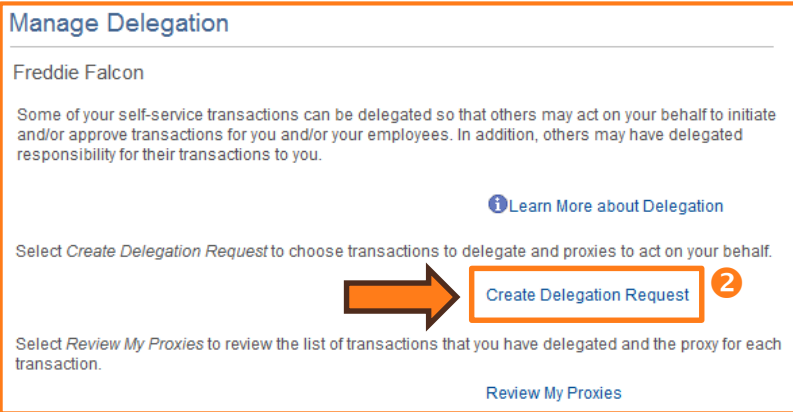 Manage Delegation
Freddie Falcon
Some of your self-service transactions can be delegated so that others may act on your behalf to initiate
and/or approve transactions for you and/or your employees. In addition, others may have delegated
responsibility for their transactions to you.
Learn More about Delegation
Select Create Delegation Request to choose transactions to delegate and proxies to act on your behalf.
Create Delegation Request 2
Select Review My Proxies to review the list of transactions that you have delegated and the proxy for each
transaction.
Review My Proxies